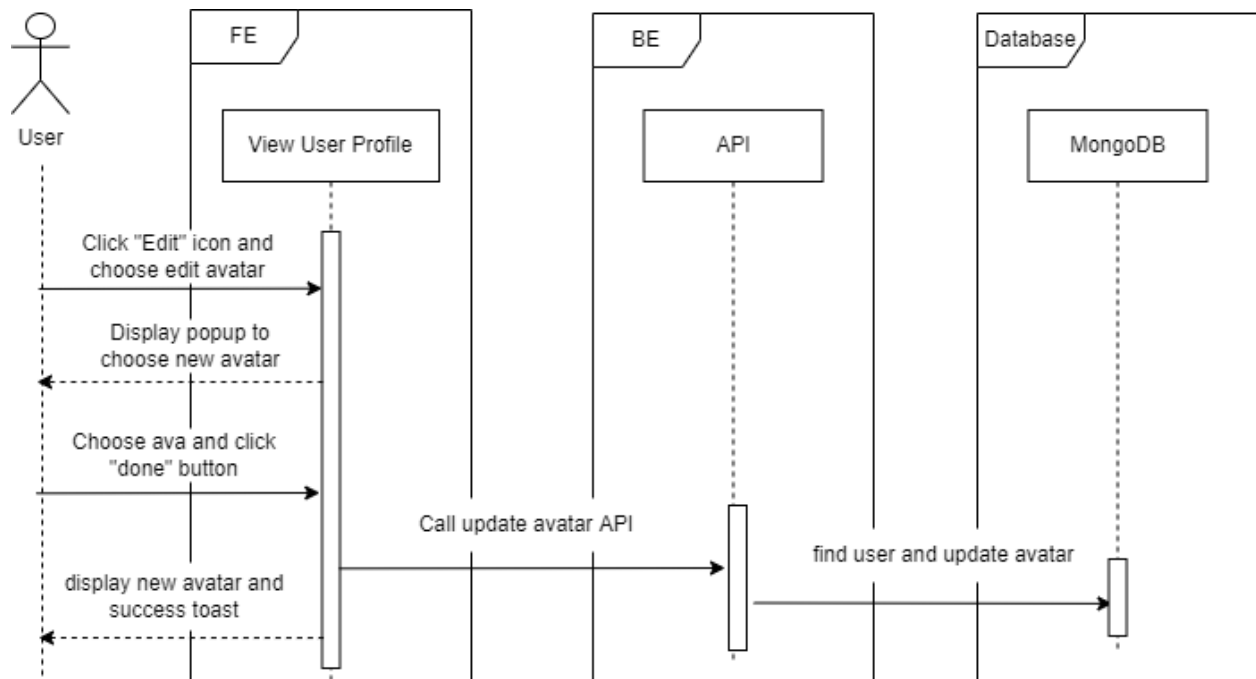 FE
BE
Database
User
View User Profile
API
MongoDB
Click "Edit" icon and
choose edit avatar
Display popup to
choose new avatar
Choose ava and click
"done" button
Call update avatar API
find user and update avatar
display new avatar and
success toast